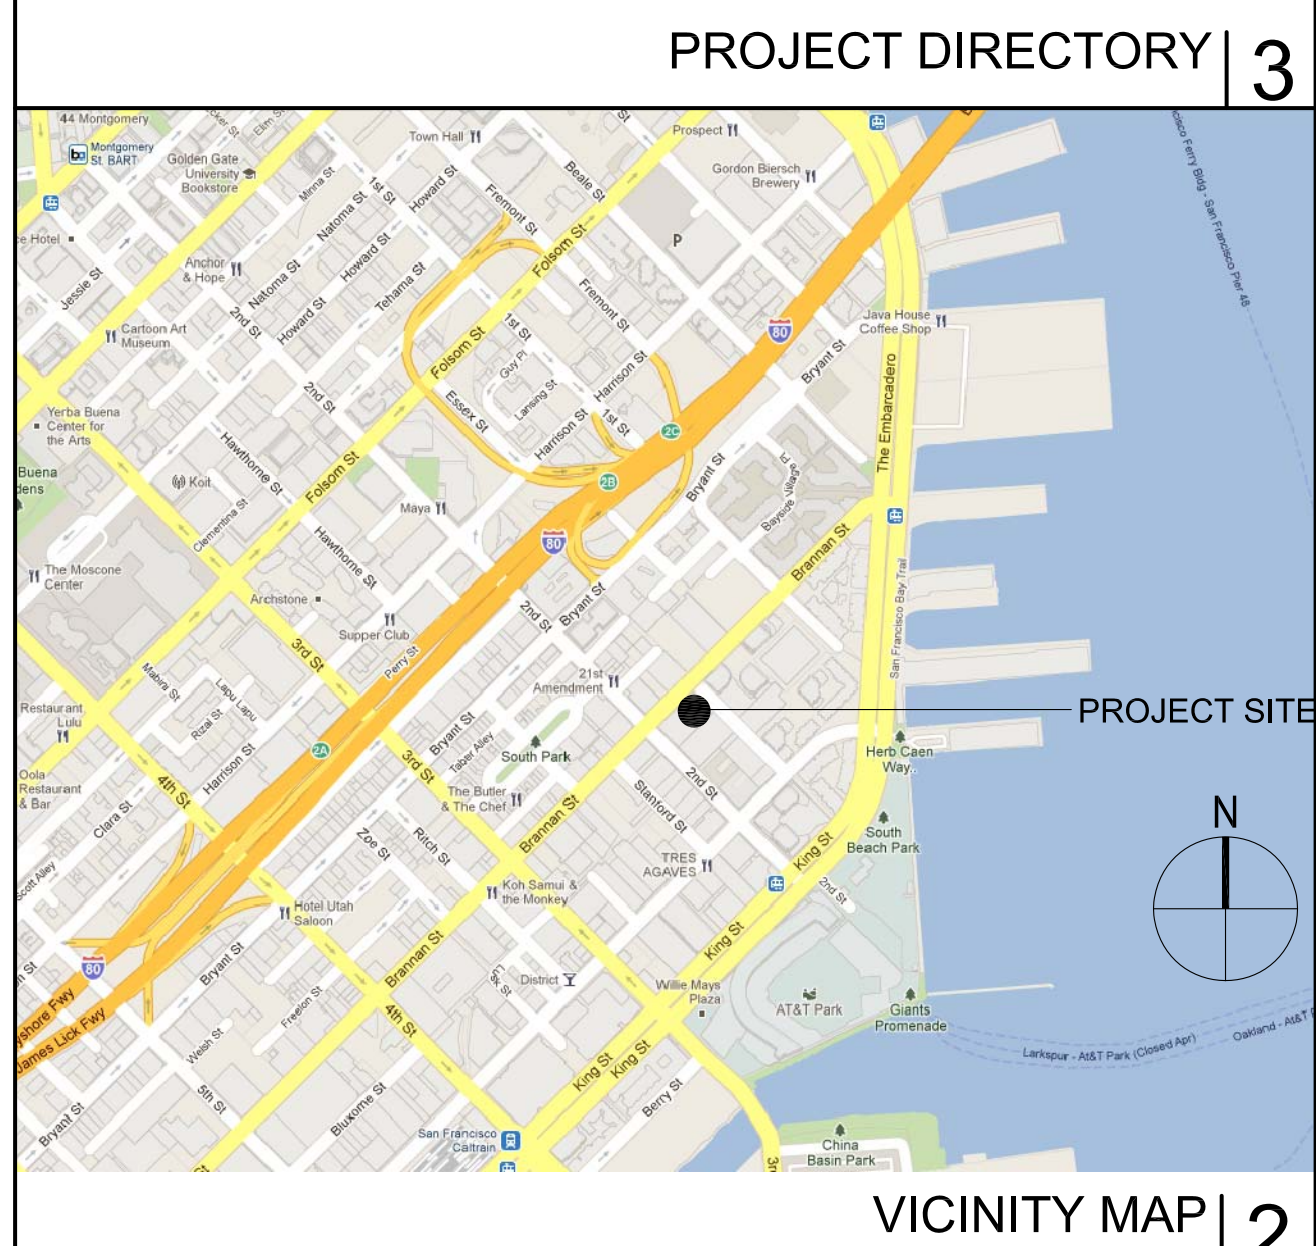 PROJECT DIRECTORY
3
44 Montgomery
Montgomery
St. BART
Town Hall
Prospect
Golden Gate
University
Bookstore
Gordon Biersch
Brewery
Minna St
1st St
Howard St
Beale St
Natoma St
Fremont St
Howard St
Folsom St
P
Anchor
& Hope
Jessie St
Natoma St
Tehama St
Fremont St
2nd St
Howard St
1st St
80
Java House
Coffee Shop
Cartoon Art
Museum
Folsom St
Guy Pl
Harrison St
Bryant St
2nd St
Essex St
Lansing St
The Embarcadero
Yerba Buena
Center for
the Arts
Harrison St
1st St
2C
Hawthorne St
Bryant St
Bayside Village Pl
Koit
Folsom St
2B
Clementina St
Maya
Hawthorne St
80
Brannan St
The Moscone
Center
San Francisco Bay Trail
Archstone
2nd St
Bryant St
Supper Club
3rd St
Perry St
21st
Amendment
Mabini St
Lapu Lapu
Restaurant
Lulu
Rizal St
PROJECT SITE
Bryant St
Taber Alley
South Park
Herb Caen
Way..
2A
Harrison St
3rd St
2nd St
Oola
Restaurant
& Bar
4th St
The Butler
& The Chef
Stanford St
N
Clara St
Zoe St
Ritch St
Brannan St
South
Beach Park
King St
TRES
AGAVES
Koh Samui &
the Monkey
2nd St
Hotel Utah
Saloon
King St
Bryant St
Brannan St
80
Lusk St
District
Willie Mays
Plaza
AT&T Park
Giants
Promenade
Freelon St
4th St
James Lick Fwy
Welsh St
King St
King St
Larkspur - At&T Park (Closed Apr)
5th St
Bluxome St
Berry St
Bryant St
San Francisco
Caltrain
China
Basin Park
VICINITY MAP
2